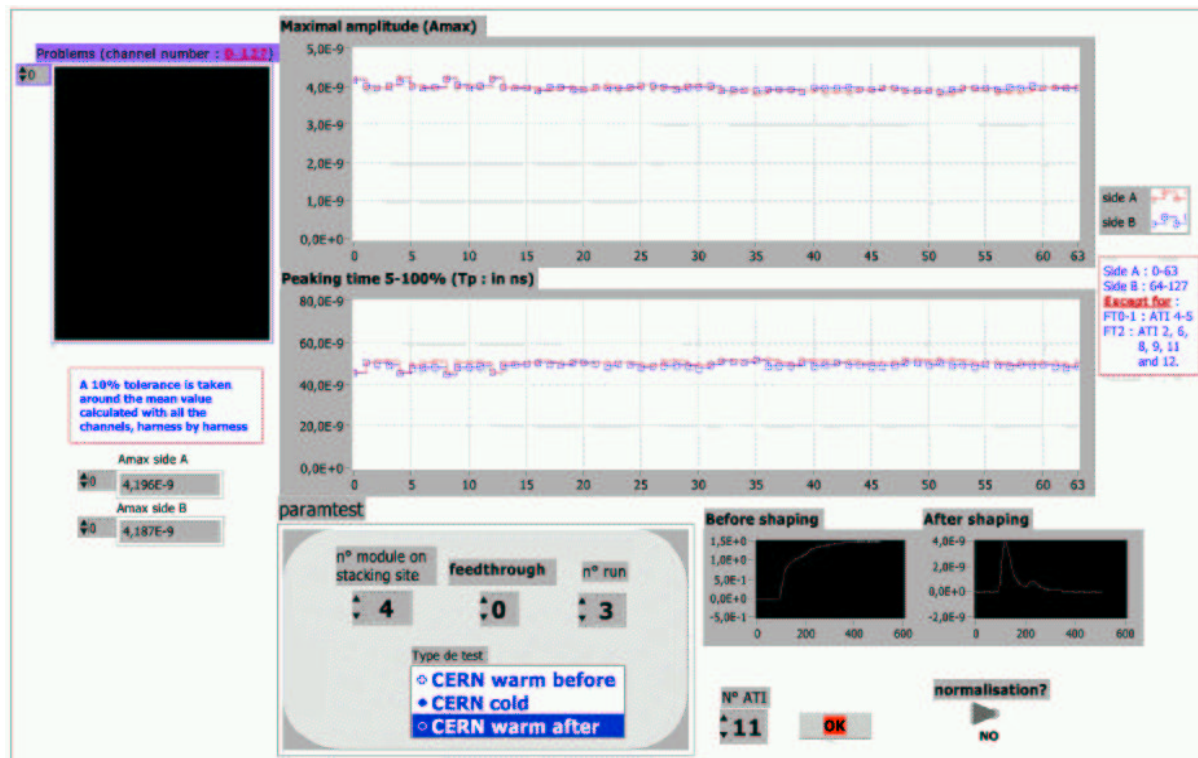 Problems (channel number : 0-127)
0
Maximal amplitude (Amax)
5,0E-9
4,0E-9
3,0E-9
2,0E-9
1,0E-9
0,0E+0
0 5 10 15 20 25 30 35 40 45 50 55 60 63
side A
side B
Side A : 0-63
Side B : 64-127
Except for :
FT0-1 : ATI 4-5
FT2 : ATI 2, 6,
8, 9, 11
and 12.
Peaking time 5-100% (Tp : in ns)
80,0E-9
60,0E-9
40,0E-9
20,0E-9
0,0E+0
0 5 10 15 20 25 30 35 40 45 50 55 60 63
A 10% tolerance is taken
around the mean value
calculated with all the
channels, harness by harness
Amax side A
0 4,196E-9
Amax side B
0 4,187E-9
paramtest
n° module on
stacking site
4
feedthrough
0
n° run
3
Type de test
CERN warm before
CERN cold
CERN warm after
Before shaping
1,5E+0
1,0E+0
5,0E-1
0,0E+0
-5,0E-1
0 200 400 600
After shaping
4,0E-9
2,0E-9
0,0E+0
-2,0E-9
0 200 400 600
N° ATI
11
OK
normalisation?
NO